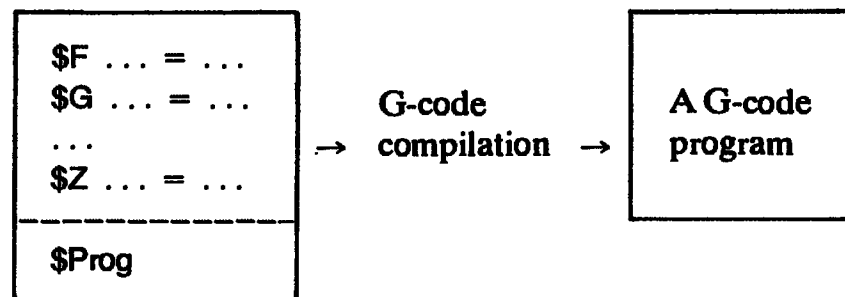 $F ... = ...
$G ... = ...
...
$Z ... = ...
$Prog
→ G-code
compilation →
A G-code
program